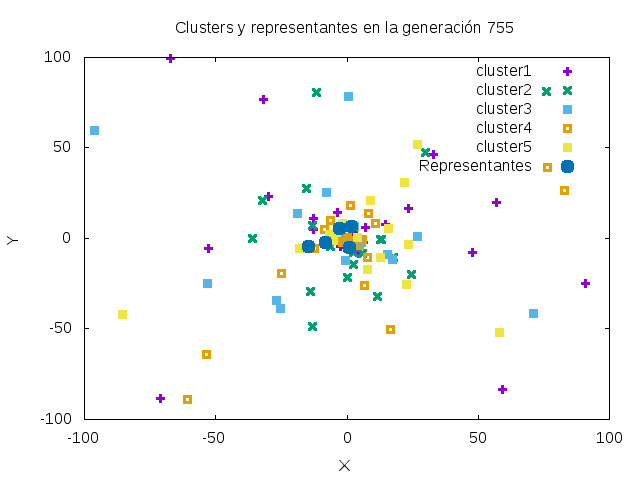 Clusters y representantes en la generación 755
100
50
0
-50
-100
-100
-50
0
50
100
Y
X
cluster1
cluster2
cluster3
cluster4
cluster5
Representantes